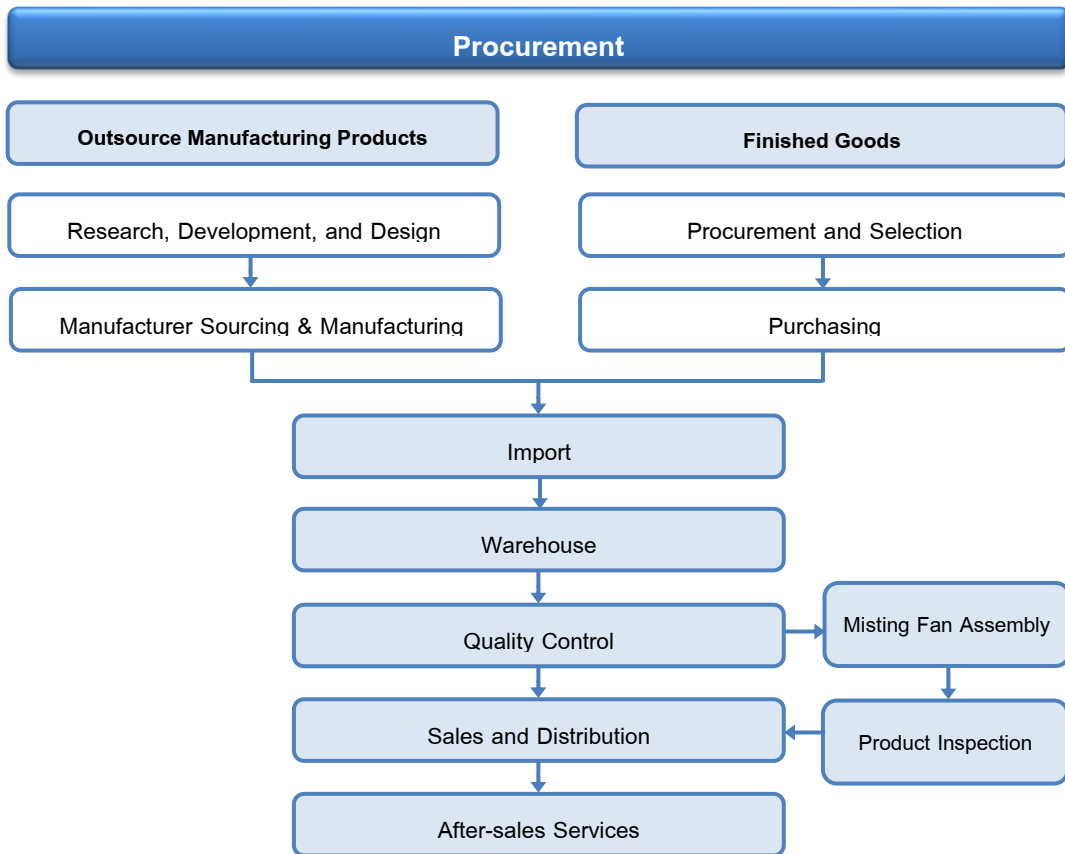 Procurement
Outsource Manufacturing Products
Finished Goods
Research, Development, and Design
Procurement and Selection
Manufacturer Sourcing & Manufacturing
Purchasing
Import
Warehouse
Quality Control
Misting Fan Assembly
Sales and Distribution
Product Inspection
After-sales Services